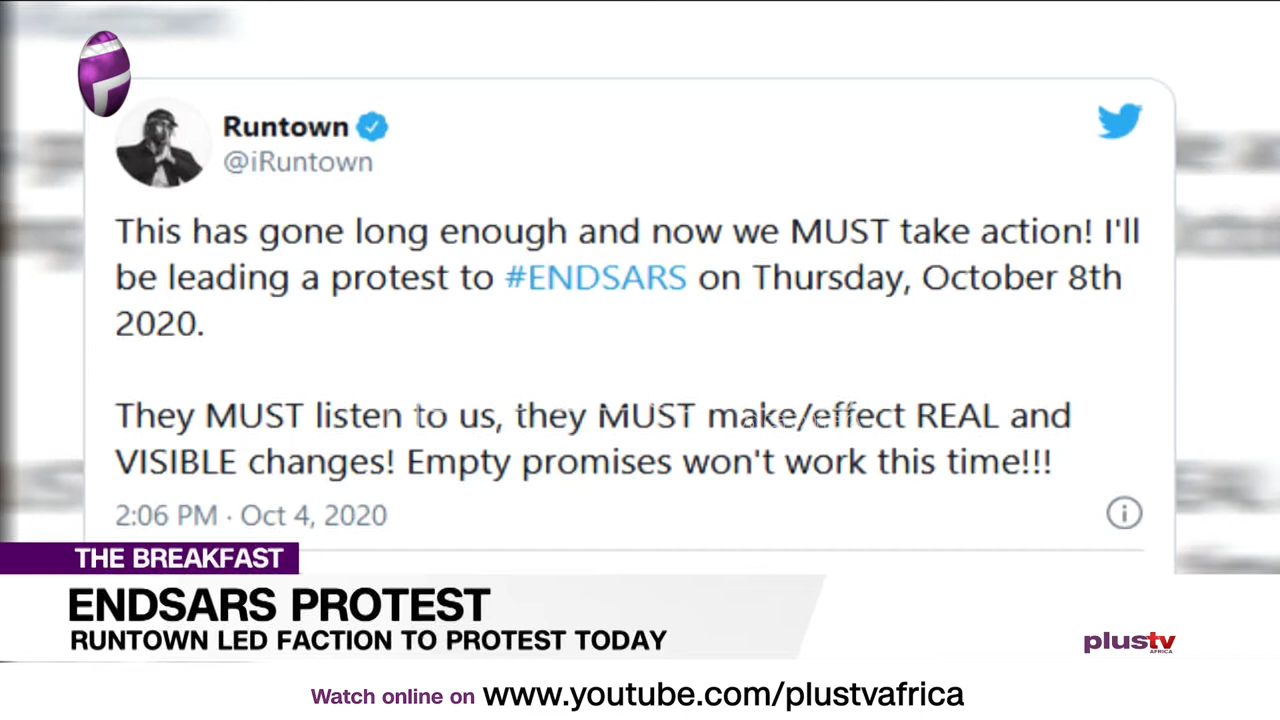 Runtown
@iRuntown
This has gone long enough and now we MUST take action! I'll
be leading a protest to #ENDSARS on Thursday, October 8th
2020.
They MUST listen to us, they MUST make/effect REAL and
VISIBLE changes! Empty promises won't work this time!!!
2:06 PM · Oct 4, 2020
THE BREAKFAST
ENDSARS PROTEST
RUNTOWN LED FACTION TO PROTEST TODAY
plustv
AFRICA
Watch online on www.youtube.com/plustvafrica